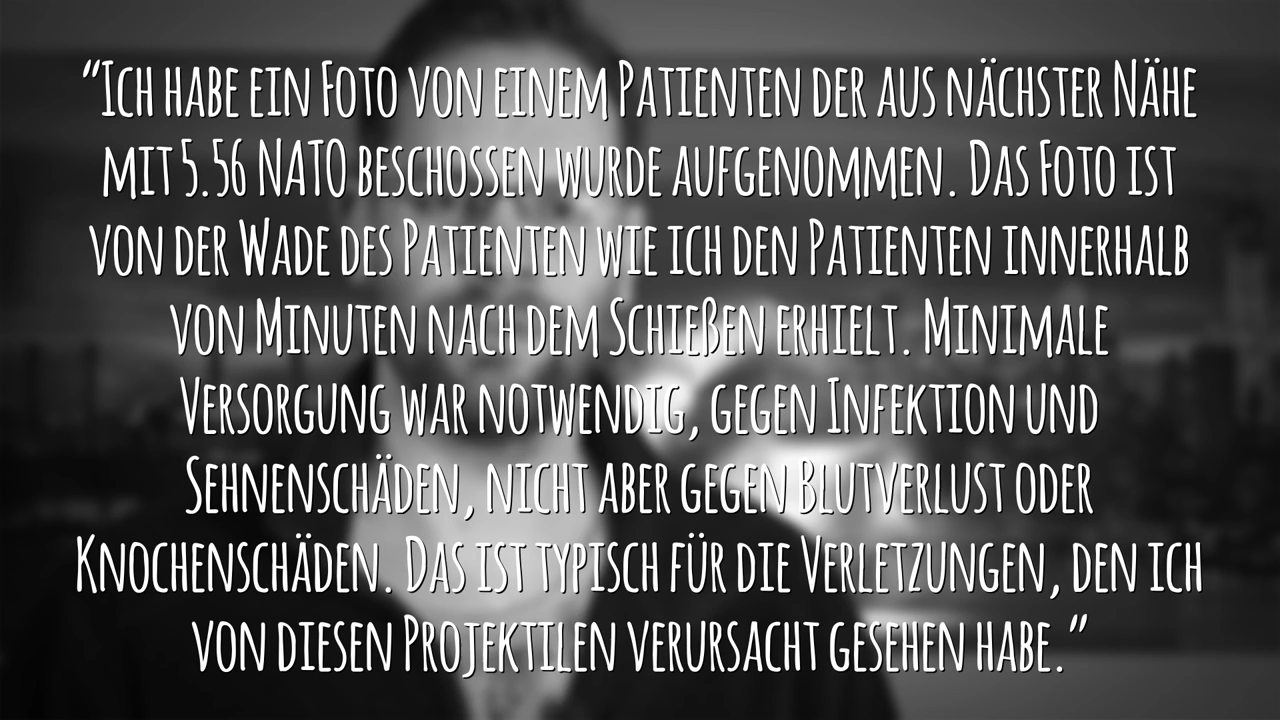 “Ich habe ein Foto von einem Patienten der aus nächster Nähe
mit 5.56 NATO beschossen wurde aufgenommen. Das Foto ist
von der Wade des Patienten wie ich den Patienten innerhalb
von Minuten nach dem Schießen erhielt. Minimale
Versorgung war notwendig, gegen Infektion und
Sehnenschäden, nicht aber gegen Blutverlust oder
Knochenschäden. Das ist typisch für die Verletzungen, den ich
von diesen Projektilen verursacht gesehen habe.”